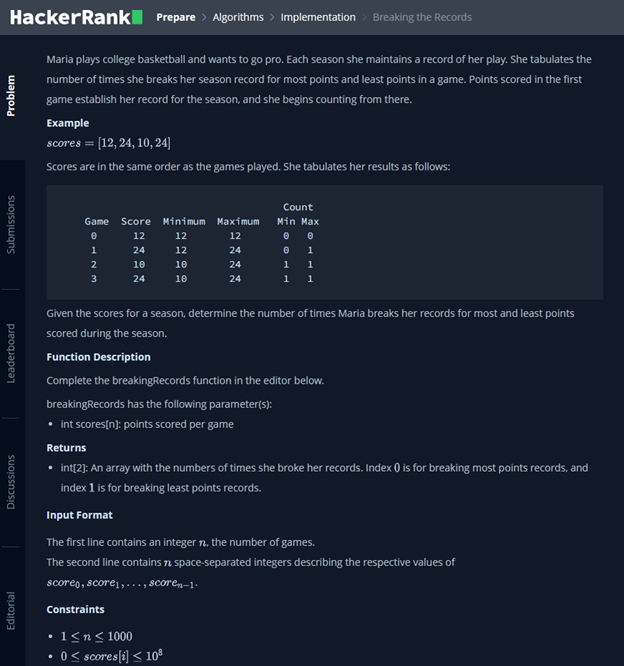 HackerRank Prepare > Algorithms > Implementation > Breaking the Records
Problem
Submissions
Leaderboard
Discussions
Editorial
Maria plays college basketball and wants to go pro. Each season she maintains a record of her play. She tabulates the
number of times she breaks her season record for most points and least points in a game. Points scored in the first
game establish her record for the season, and she begins counting from there.
Example
scores = [12, 24, 10, 24]
Scores are in the same order as the games played. She tabulates her results as follows:
Count
Game Score Minimum Maximum Min Max
0 12 12 12 0 0
1 24 12 24 0 1
2 10 10 24 1 1
3 24 10 24 1 1
Given the scores for a season, determine the number of times Maria breaks her records for most and least points
scored during the season.
Function Description
Complete the breakingRecords function in the editor below.
breakingRecords has the following parameter(s):
• int scores[n]: points scored per game
Returns
• int[2]: An array with the numbers of times she broke her records. Index 0 is for breaking most points records, and
index 1 is for breaking least points records.
Input Format
The first line contains an integer n, the number of games.
The second line contains n space-separated integers describing the respective values of
score₀, score₁, . . . , scoreₙ₋₁.
Constraints
• 1 ≤ n ≤ 1000
• 0 ≤ scores[i] ≤ 10⁸